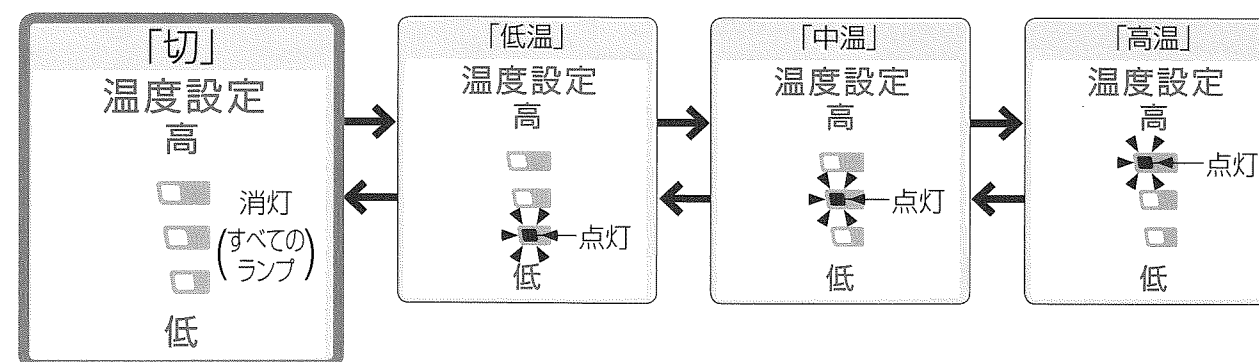 「切」
温度設定
高
消灯
(すべての
ランプ)
低
「低温」
温度設定
高
点灯
低
「中温」
温度設定
高
点灯
低
「高温」
温度設定
高
点灯
低